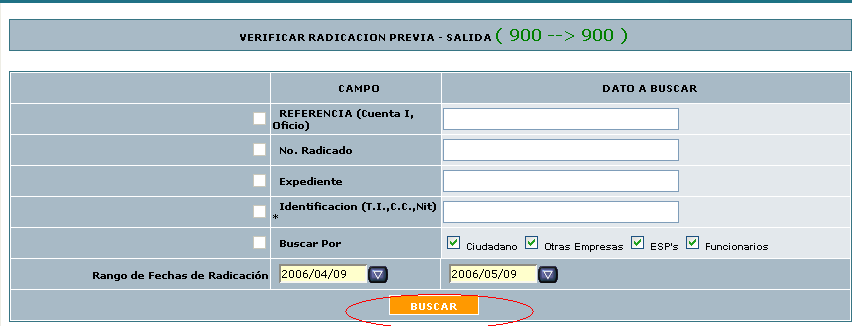 VERIFICAR RADICACION PREVIA - SALIDA ( 900 --> 900 )
CAMPO DATO A BUSCAR
REFERENCIA (Cuenta I,
Oficio)
No. Radicado
Expediente
Identificacion (T.I.,C.C.,Nit)
*
Buscar Por Ciudadano Otras Empresas ESP's Funcionarios
Rango de Fechas de Radicación 2006/04/09 2006/05/09
BUSCAR